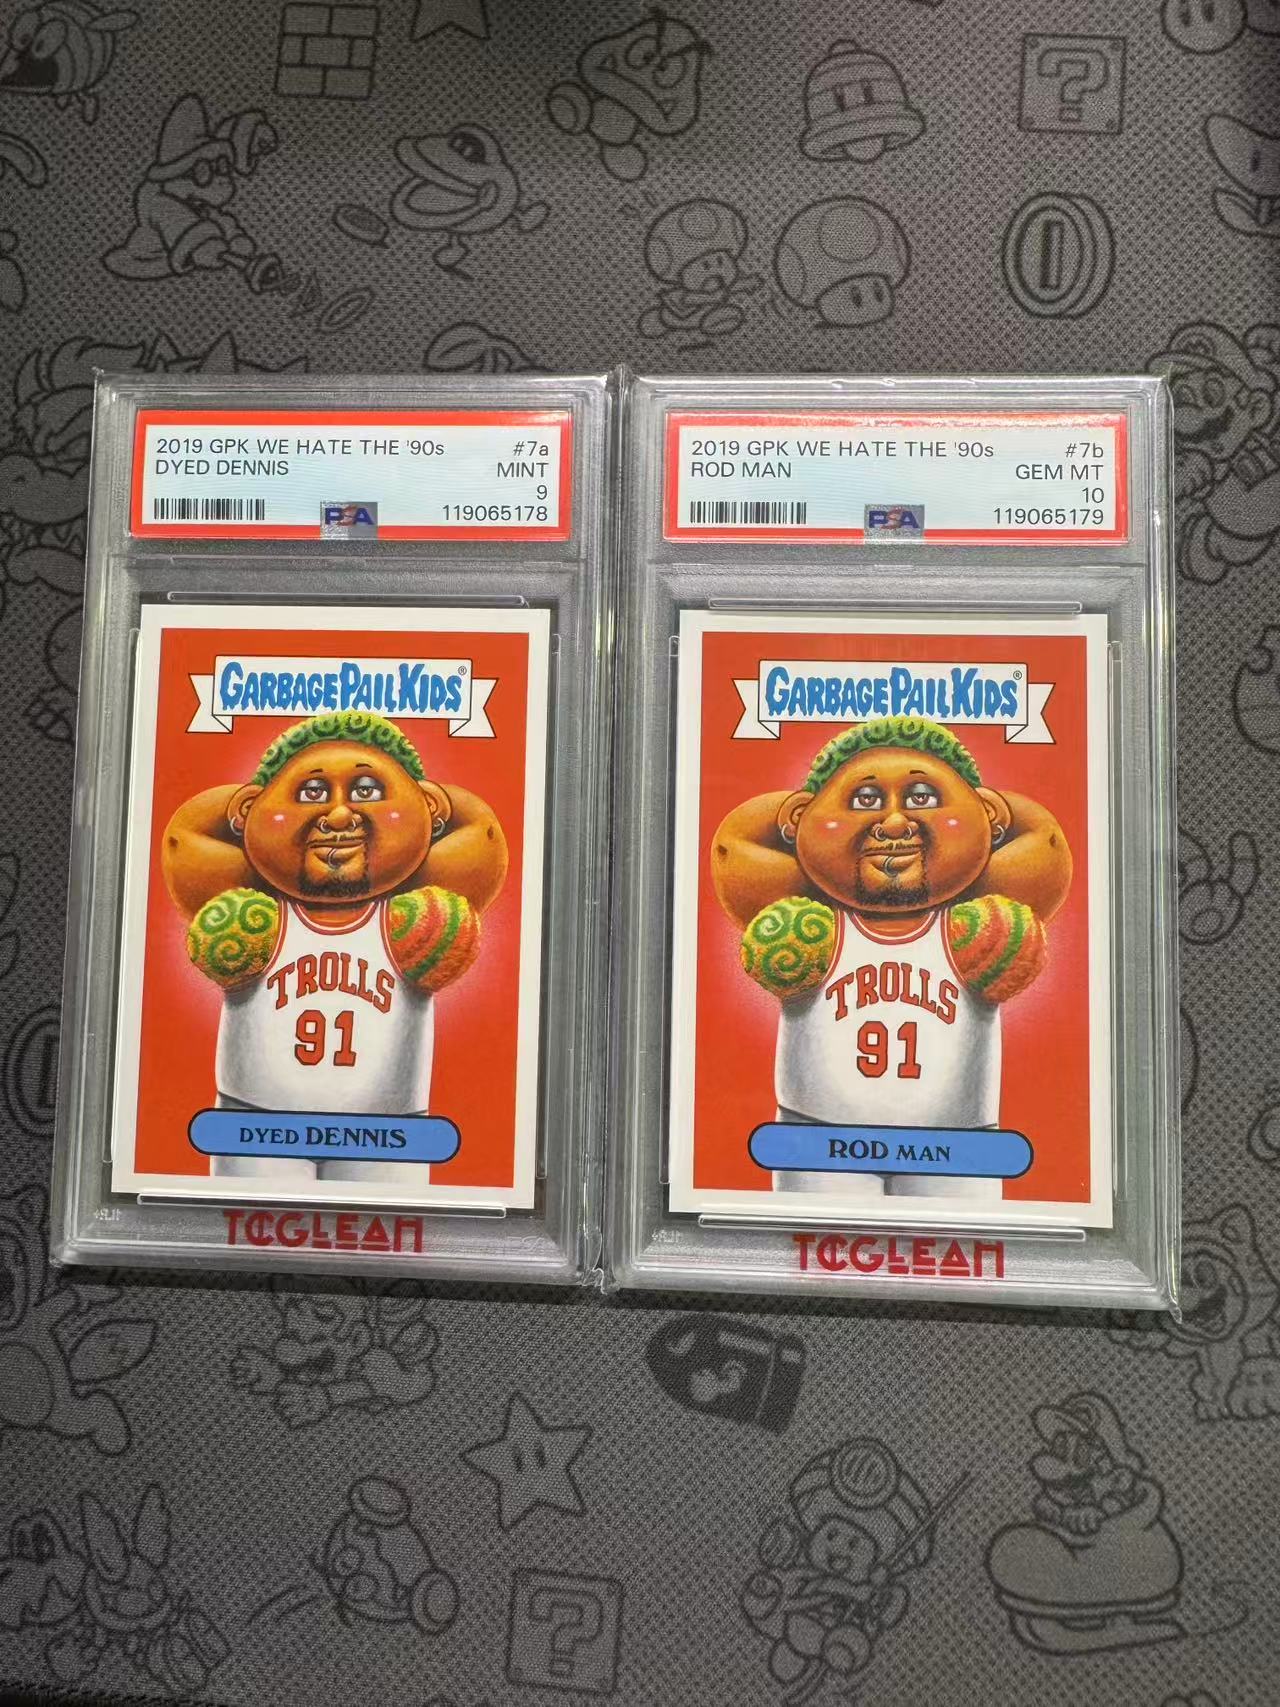 2019 GPK WE HATE THE '90s #7a
DYED DENNIS MINT
9
PSA 119065178
GARBAGE PAIL KIDS®
TROLLS
91
DYED DENNIS
TCGLEAH
2019 GPK WE HATE THE '90s #7b
ROD MAN GEM MT
10
PSA 119065179
GARBAGE PAIL KIDS®
TROLLS
91
ROD MAN
TCGLEAH